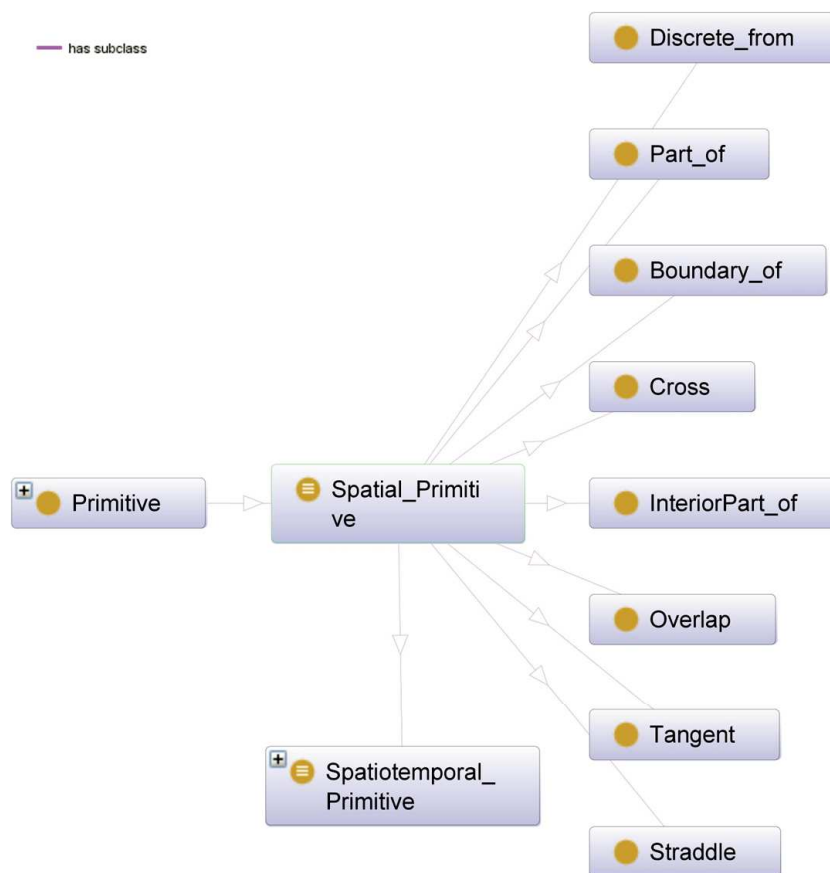 has subclass
Discrete_from
Part_of
Boundary_of
Cross
Primitive
Spatial_Primiti
ve
InteriorPart_of
Overlap
Tangent
Spatiotemporal_
Primitive
Straddle